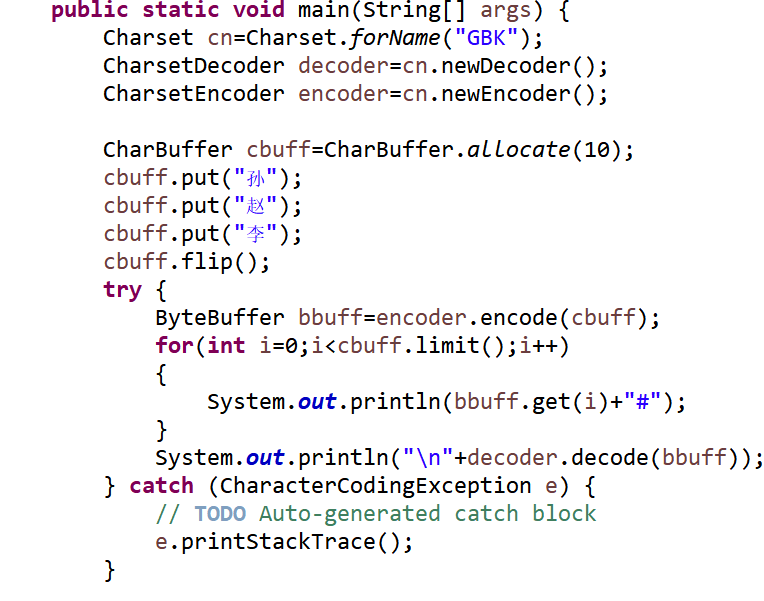 public static void main(String[] args) {
Charset cn=Charset.forName("GBK");
CharsetDecoder decoder=cn.newDecoder();
CharsetEncoder encoder=cn.newEncoder();
CharBuffer cbuff=CharBuffer.allocate(10);
cbuff.put("孙");
cbuff.put("赵");
cbuff.put("李");
cbuff.flip();
try {
ByteBuffer bbuff=encoder.encode(cbuff);
for(int i=0;i<cbuff.limit();i++)
{
System.out.println(bbuff.get(i)+"#");
}
System.out.println("\n"+decoder.decode(bbuff));
} catch (CharacterCodingException e) {
// TODO Auto-generated catch block
e.printStackTrace();
}